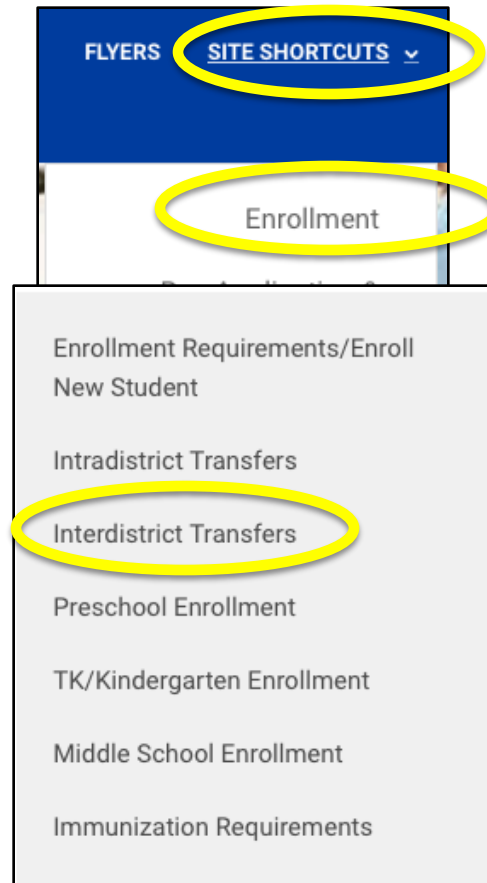 FLYERS SITE SHORTCUTS
Enrollment
Enrollment Requirements/Enroll
New Student
Intradistrict Transfers
Interdistrict Transfers
Preschool Enrollment
TK/Kindergarten Enrollment
Middle School Enrollment
Immunization Requirements